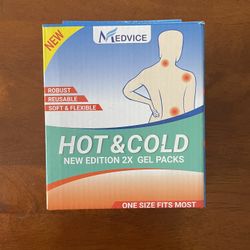 NEW
MEDVICE
ROBUST
REUSABLE
SOFT & FLEXIBLE
HOT & COLD
NEW EDITION 2X GEL PACKS
ONE SIZE FITS MOST